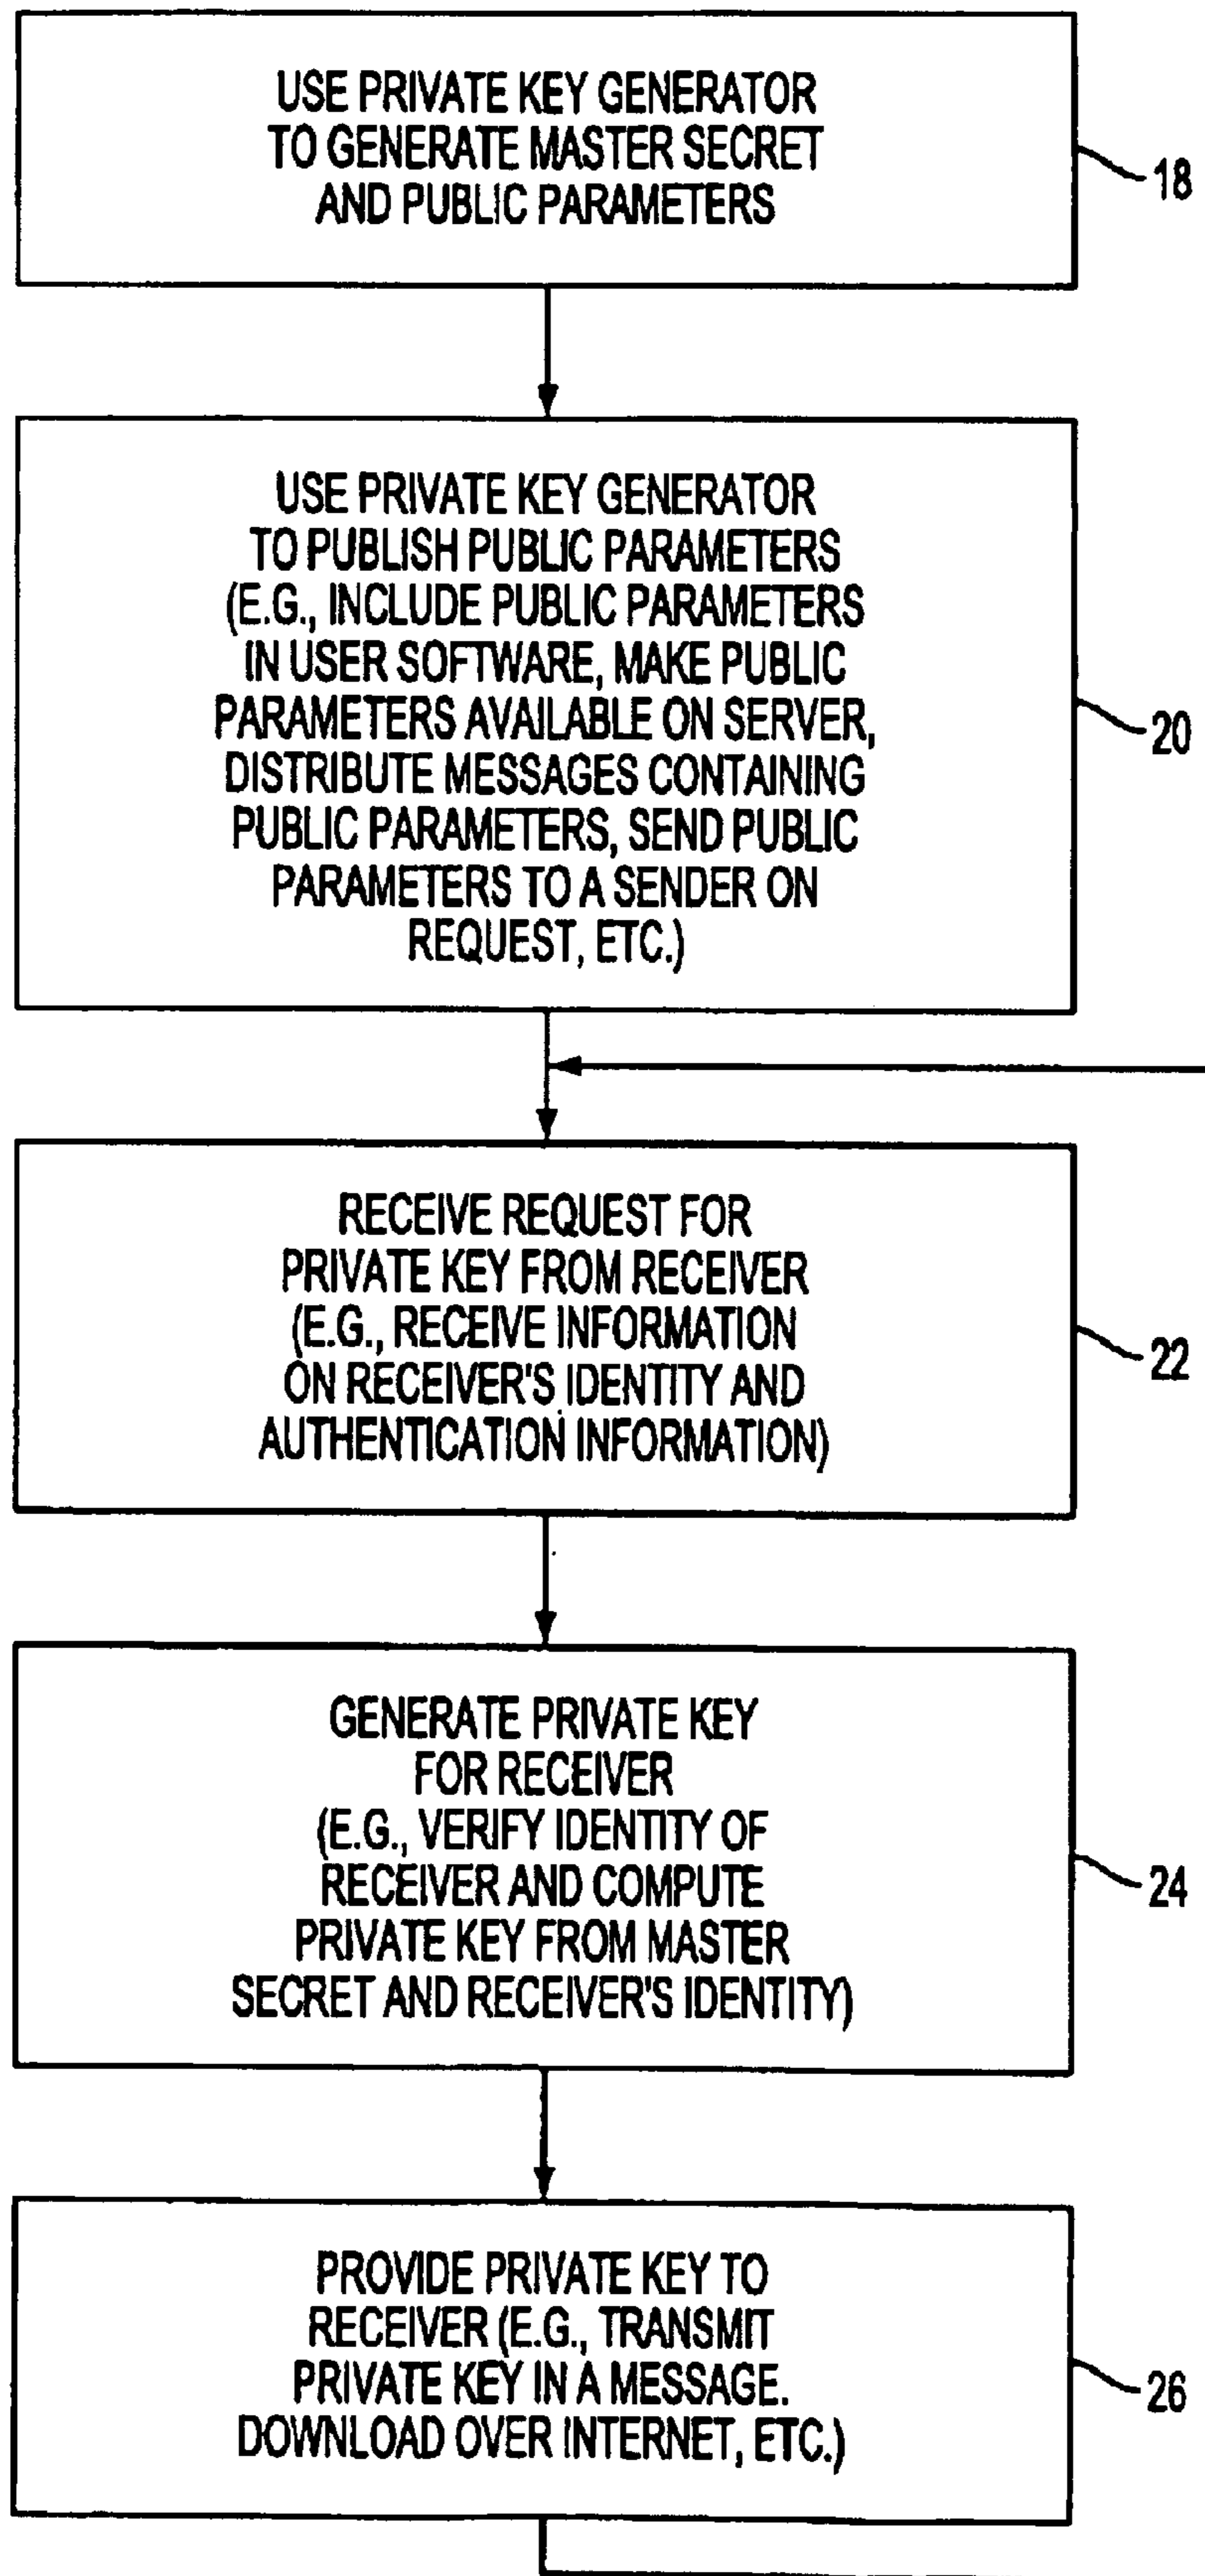 USE PRIVATE KEY GENERATOR
TO GENERATE MASTER SECRET
AND PUBLIC PARAMETERS
18
USE PRIVATE KEY GENERATOR
TO PUBLISH PUBLIC PARAMETERS
(E.G., INCLUDE PUBLIC PARAMETERS
IN USER SOFTWARE, MAKE PUBLIC
PARAMETERS AVAILABLE ON SERVER,
DISTRIBUTE MESSAGES CONTAINING
PUBLIC PARAMETERS, SEND PUBLIC
PARAMETERS TO A SENDER ON
REQUEST, ETC.)
20
RECEIVE REQUEST FOR
PRIVATE KEY FROM RECEIVER
(E.G., RECEIVE INFORMATION
ON RECEIVER'S IDENTITY AND
AUTHENTICATION INFORMATION)
22
GENERATE PRIVATE KEY
FOR RECEIVER
(E.G., VERIFY IDENTITY OF
RECEIVER AND COMPUTE
PRIVATE KEY FROM MASTER
SECRET AND RECEIVER'S IDENTITY)
24
PROVIDE PRIVATE KEY TO
RECEIVER (E.G., TRANSMIT
PRIVATE KEY IN A MESSAGE.
DOWNLOAD OVER INTERNET, ETC.)
26